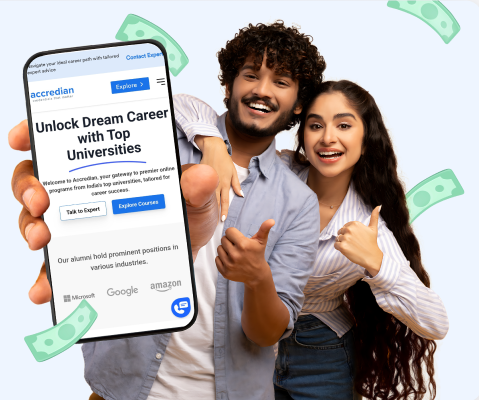 Navigate your ideal career path with tailored
expert advice
Contact Exper
accredian
Explore >
Unlock Dream Career
with Top
Universities
Welcome to Accredian, your gateway to premier online
programs from India's top universities, tailored for
career success.
Talk to Expert
Explore Courses
Our alumni hold prominent positions in
various industries.
Microsoft
Google
amazon